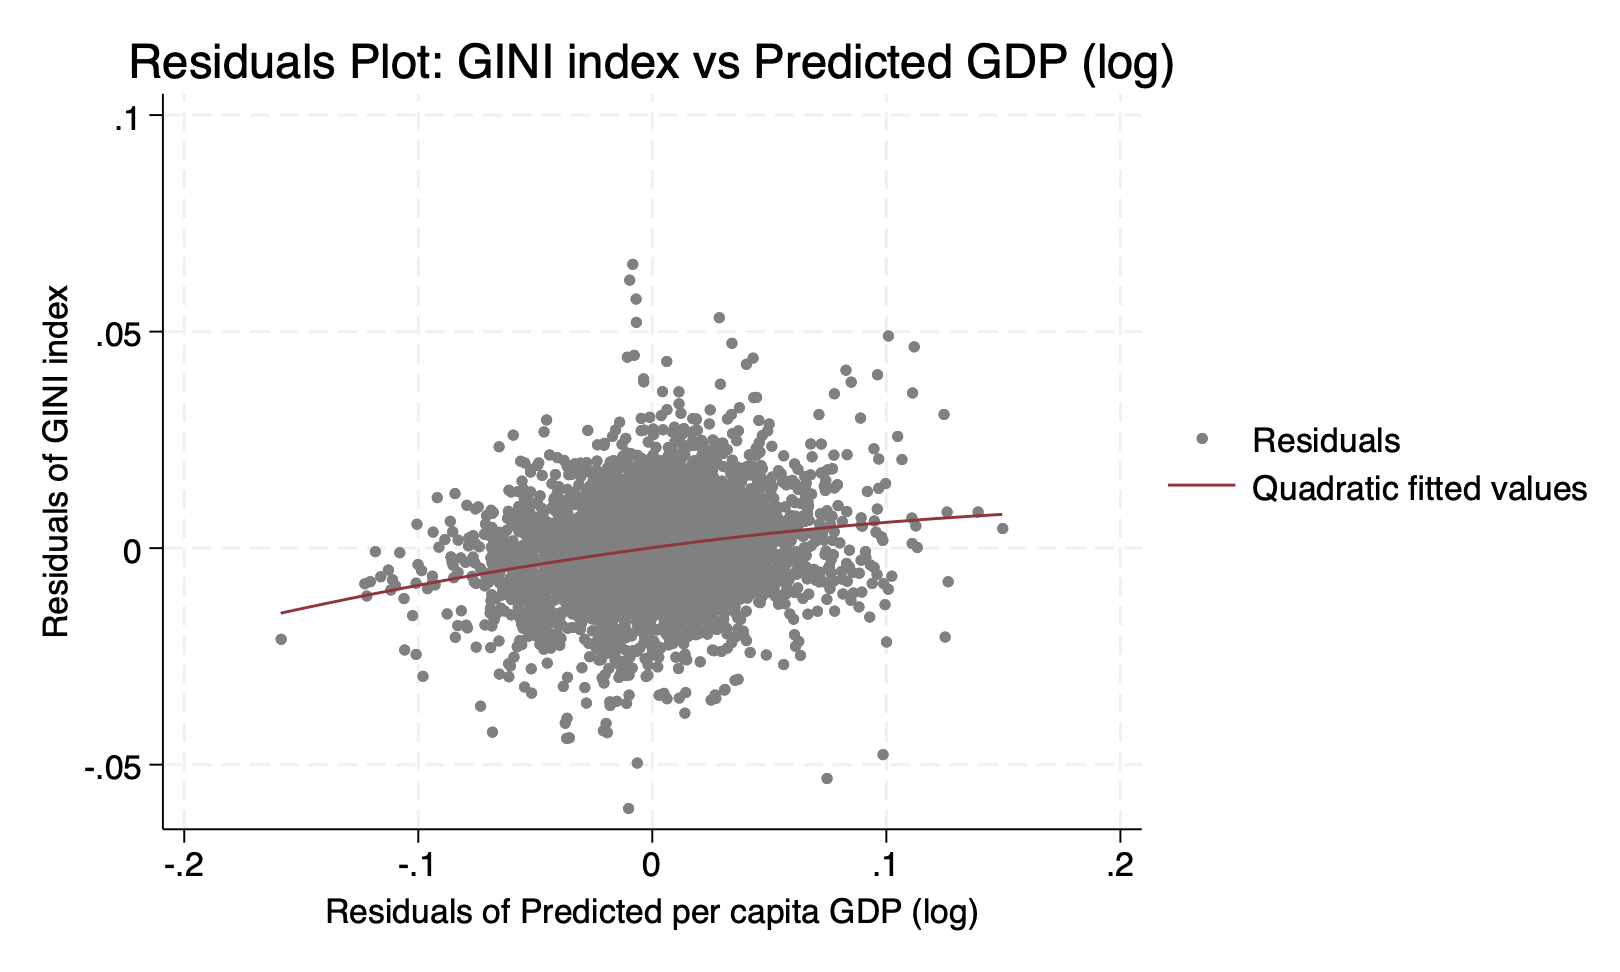 Residuals Plot: GINI index vs Predicted GDP (log)
.1
.05
0
-.05
Residuals of GINI index
-.2
-.1
0
.1
.2
Residuals of Predicted per capita GDP (log)
Residuals
Quadratic fitted values